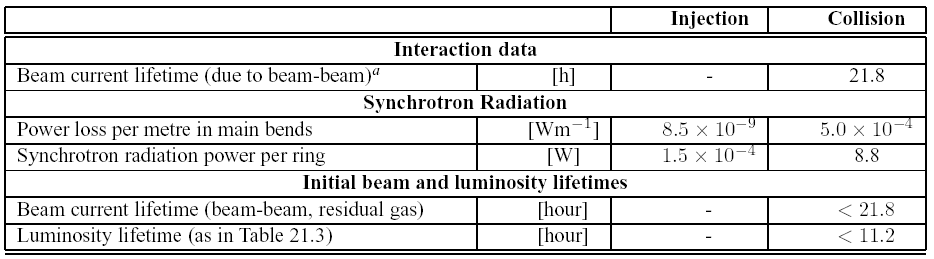 Injection Collision
Interaction data
Beam current lifetime (due to beam-beam)ᵃ [h] - 21.8
Synchrotron Radiation
Power loss per metre in main bends [Wm⁻¹] 8.5 × 10⁻⁹ 5.0 × 10⁻⁴
Synchrotron radiation power per ring [W] 1.5 × 10⁻⁴ 8.8
Initial beam and luminosity lifetimes
Beam current lifetime (beam-beam, residual gas) [hour] - < 21.8
Luminosity lifetime (as in Table 21.3) [hour] - < 11.2